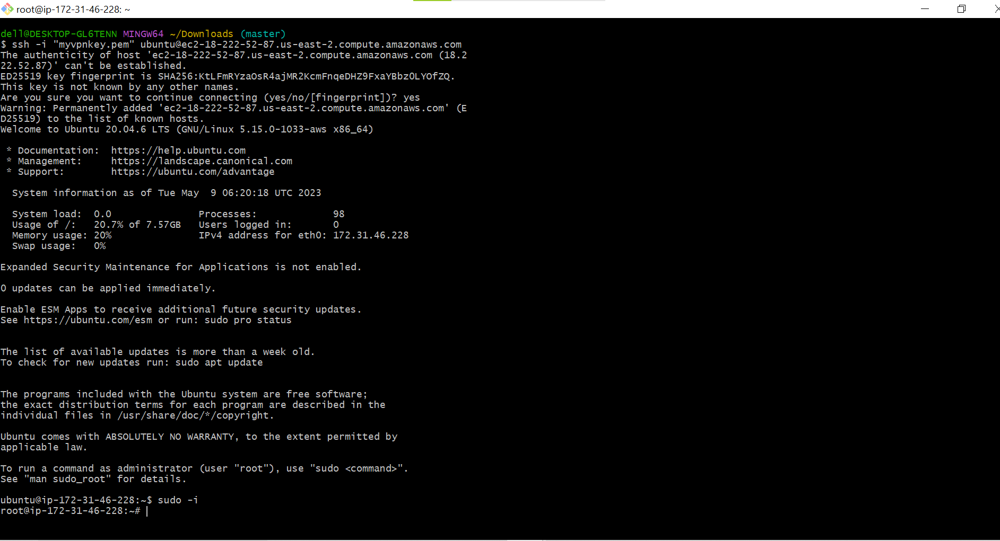 root@ip-172-31-46-228: ~
dell@DESKTOP-GL6TENN MINGW64 ~/Downloads (master)
$ ssh -i "myvpnkey.pem" ubuntu@ec2-18-222-52-87.us-east-2.compute.amazonaws.com
The authenticity of host 'ec2-18-222-52-87.us-east-2.compute.amazonaws.com (18.2
22.52.87)' can't be established.
ED25519 key fingerprint is SHA256:KtLFmRYzaOsR4ajMR2KcmFnqeDHZ9FxaYBbz0LYOfZQ.
This key is not known by any other names.
Are you sure you want to continue connecting (yes/no/[fingerprint])? yes
Warning: Permanently added 'ec2-18-222-52-87.us-east-2.compute.amazonaws.com' (E
D25519) to the list of known hosts.
Welcome to Ubuntu 20.04.6 LTS (GNU/Linux 5.15.0-1033-aws x86_64)
* Documentation:  https://help.ubuntu.com
* Management:     https://landscape.canonical.com
* Support:        https://ubuntu.com/advantage
System information as of Tue May  9 06:20:18 UTC 2023
System load:  0.0               Processes:             98
Usage of /:   20.7% of 7.57GB   Users logged in:       0
Memory usage: 20%               IPv4 address for eth0: 172.31.46.228
Swap usage:   0%
Expanded Security Maintenance for Applications is not enabled.
0 updates can be applied immediately.
Enable ESM Apps to receive additional future security updates.
See https://ubuntu.com/esm or run: sudo pro status
The list of available updates is more than a week old.
To check for new updates run: sudo apt update
The programs included with the Ubuntu system are free software;
the exact distribution terms for each program are described in the
individual files in /usr/share/doc/*/copyright.
Ubuntu comes with ABSOLUTELY NO WARRANTY, to the extent permitted by
applicable law.
To run a command as administrator (user "root"), use "sudo <command>".
See "man sudo_root" for details.
ubuntu@ip-172-31-46-228:~$ sudo -i
root@ip-172-31-46-228:~#